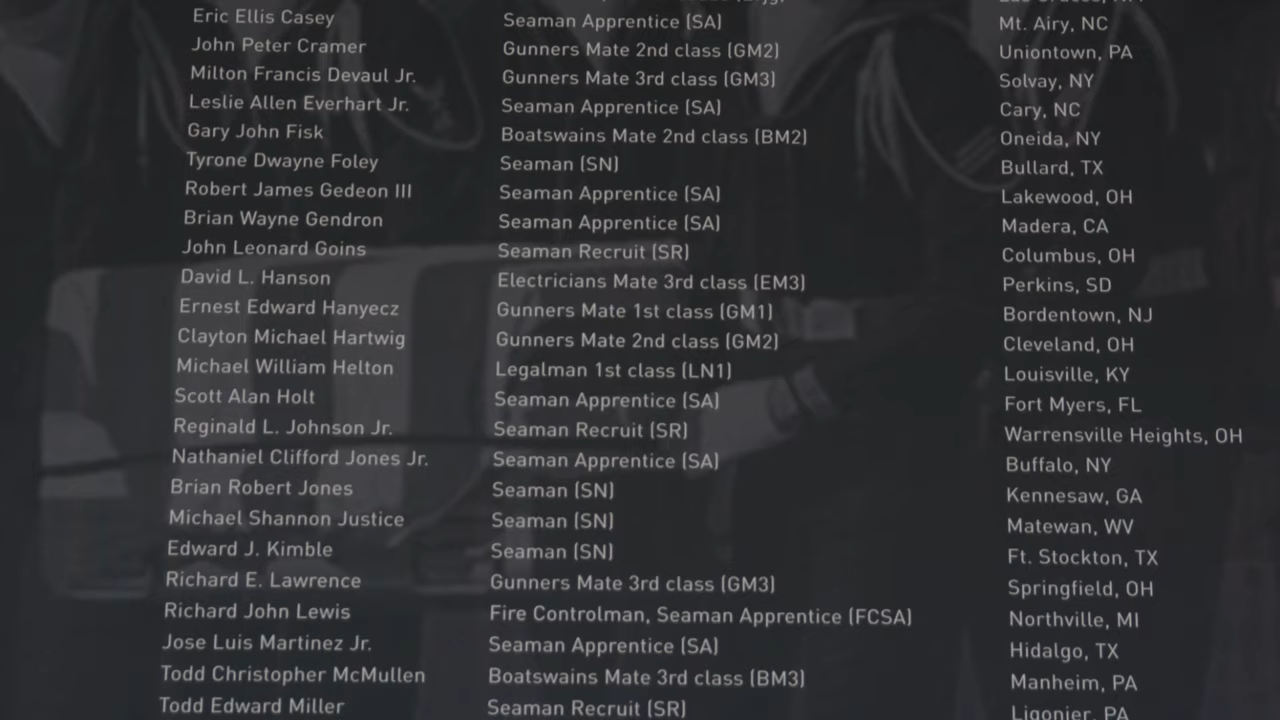 Eric Ellis Casey Seaman Apprentice (SA) Mt. Airy, NC
John Peter Cramer Gunners Mate 2nd class (GM2) Uniontown, PA
Milton Francis Devaul Jr. Gunners Mate 3rd class (GM3) Solvay, NY
Leslie Allen Everhart Jr. Seaman Apprentice (SA) Cary, NC
Gary John Fisk Boatswains Mate 2nd class (BM2) Oneida, NY
Tyrone Dwayne Foley Seaman (SN) Bullard, TX
Robert James Gedeon III Seaman Apprentice (SA) Lakewood, OH
Brian Wayne Gendron Seaman Apprentice (SA) Madera, CA
John Leonard Goins Seaman Recruit (SR) Columbus, OH
David L. Hanson Electricians Mate 3rd class (EM3) Perkins, SD
Ernest Edward Hanyecz Gunners Mate 1st class (GM1) Bordentown, NJ
Clayton Michael Hartwig Gunners Mate 2nd class (GM2) Cleveland, OH
Michael William Helton Legalman 1st class (LN1) Louisville, KY
Scott Alan Holt Seaman Apprentice (SA) Fort Myers, FL
Reginald L. Johnson Jr. Seaman Recruit (SR) Warrensville Heights, OH
Nathaniel Clifford Jones Jr. Seaman Apprentice (SA) Buffalo, NY
Brian Robert Jones Seaman (SN) Kennesaw, GA
Michael Shannon Justice Seaman (SN) Matewan, WV
Edward J. Kimble Seaman (SN) Ft. Stockton, TX
Richard E. Lawrence Gunners Mate 3rd class (GM3) Springfield, OH
Richard John Lewis Fire Controlman, Seaman Apprentice (FCSA) Northville, MI
Jose Luis Martinez Jr. Seaman Apprentice (SA) Hidalgo, TX
Todd Christopher McMullen Boatswains Mate 3rd class (BM3) Manheim, PA
Todd Edward Miller Seaman Recruit (SR) Ligonier, PA